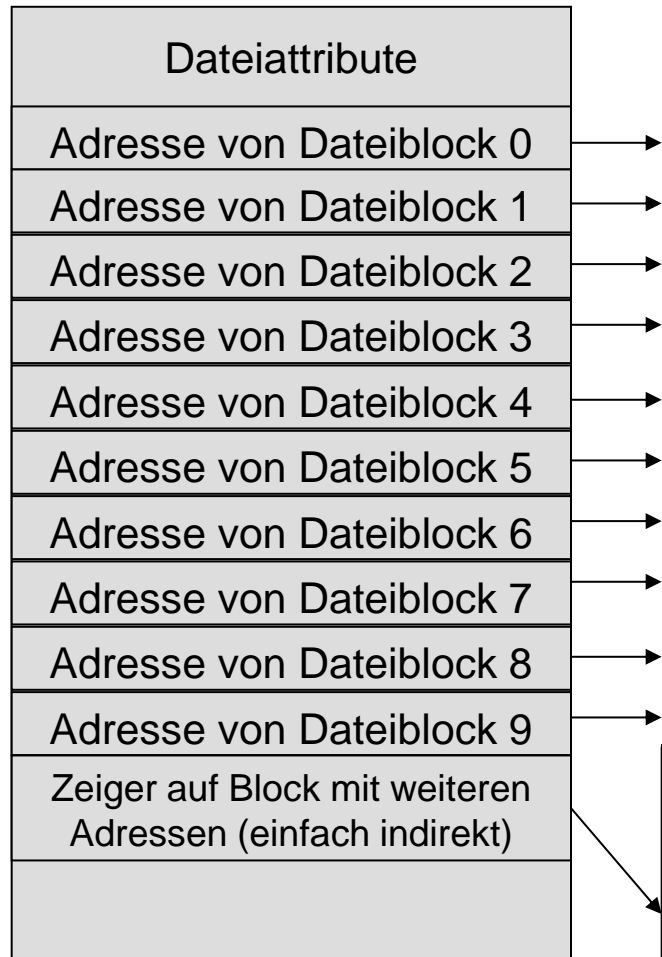 Dateiattribute
Adresse von Dateiblock 0
Adresse von Dateiblock 1
Adresse von Dateiblock 2
Adresse von Dateiblock 3
Adresse von Dateiblock 4
Adresse von Dateiblock 5
Adresse von Dateiblock 6
Adresse von Dateiblock 7
Adresse von Dateiblock 8
Adresse von Dateiblock 9
Zeiger auf Block mit weiteren
Adressen (einfach indirekt)